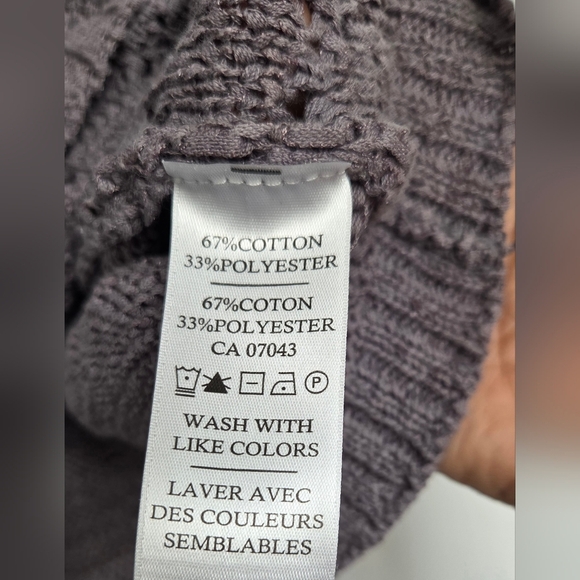 67%COTTON
33%POLYESTER
67%COTON
33%POLYESTER
CA 07043
P
WASH WITH
LIKE COLORS
LAVER AVEC
DES COULEURS
SEMBLABLES